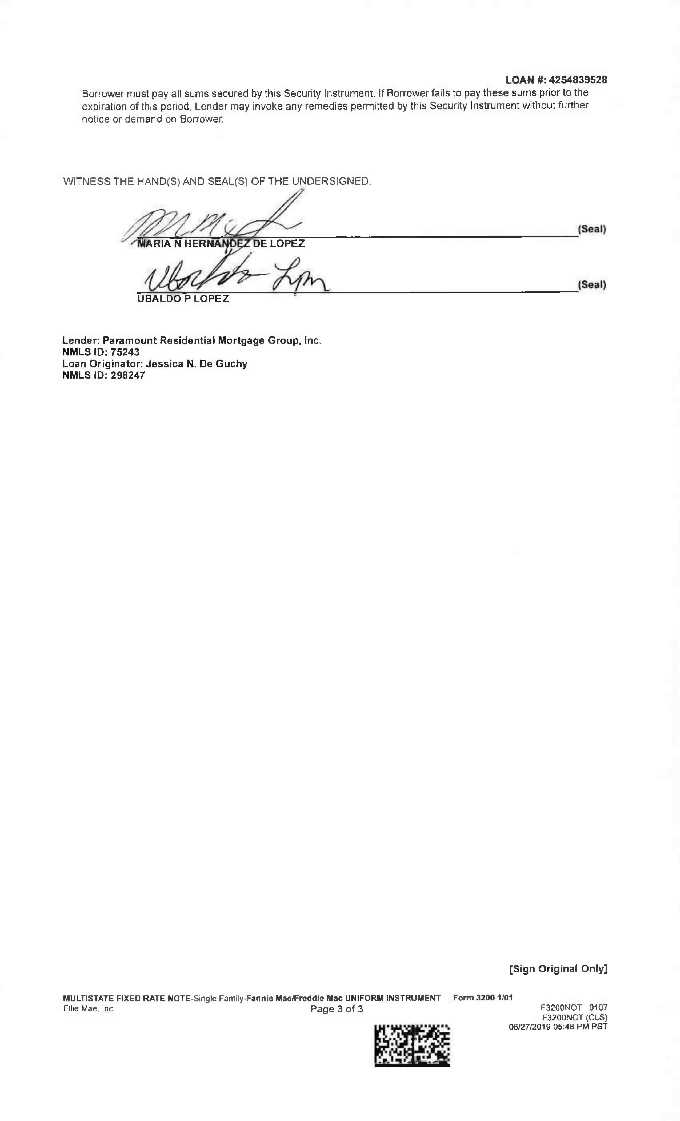 LOAN #: 4254839528
Borrower must pay all sums secured by this Security Instrument. If Borrower fails to pay these sums prior to the
expiration of this period, Lender may invoke any remedies permitted by this Security Instrument without further
notice or demand on Borrower.
WITNESS THE HAND(S) AND SEAL(S) OF THE UNDERSIGNED.
(Seal)
MARIA N HERNANDEZ DE LOPEZ
(Seal)
UBALDO P LOPEZ
Lender: Paramount Residential Mortgage Group, Inc.
NMLS ID: 75243
Loan Originator: Jessica N. De Guchy
NMLS ID: 298247
[Sign Original Only]
MULTISTATE FIXED RATE NOTE-Single Family-Fannie Mae/Freddie Mac UNIFORM INSTRUMENT Form 3200 1/01
Ellie Mae, Inc. Page 3 of 3 F3200NOT 0107
F3200NOT (CLS)
06/27/2019 05:48 PM PST